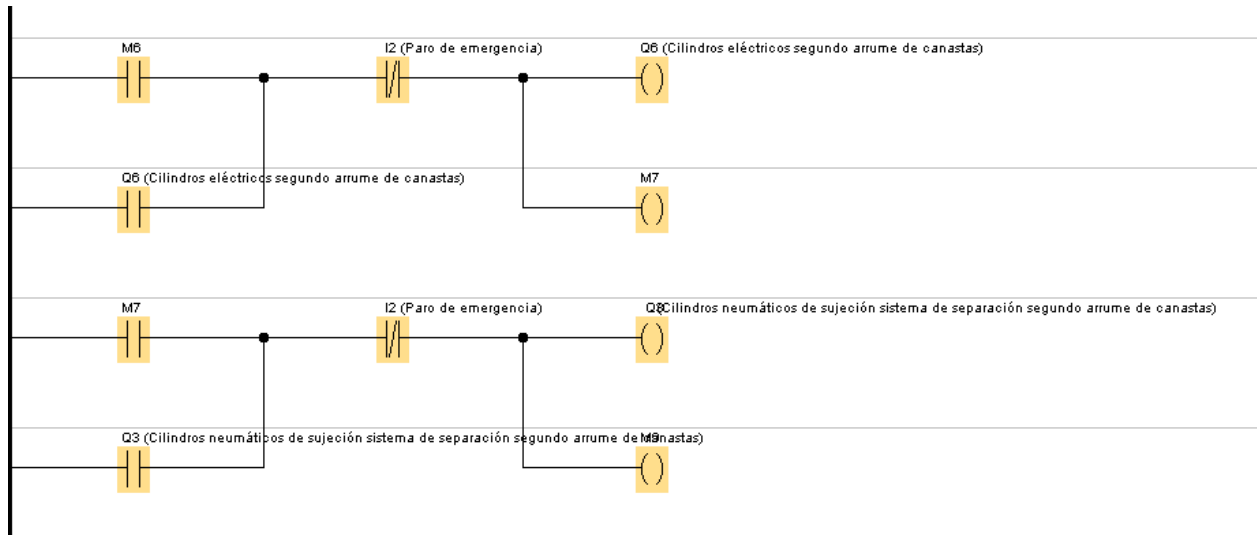 M6
I2 (Paro de emergencia)
Q6 (Cilindros eléctricos segundo arrume de canastas)
Q6 (Cilindros eléctricos segundo arrume de canastas)
M7
M7
I2 (Paro de emergencia)
(Cilindros neumáticos de sujeción sistema de separación segundo arrume de canastas)
Q3 (Cilindros neumáticos de sujeción sistema de separación segundo arrume de canastas)